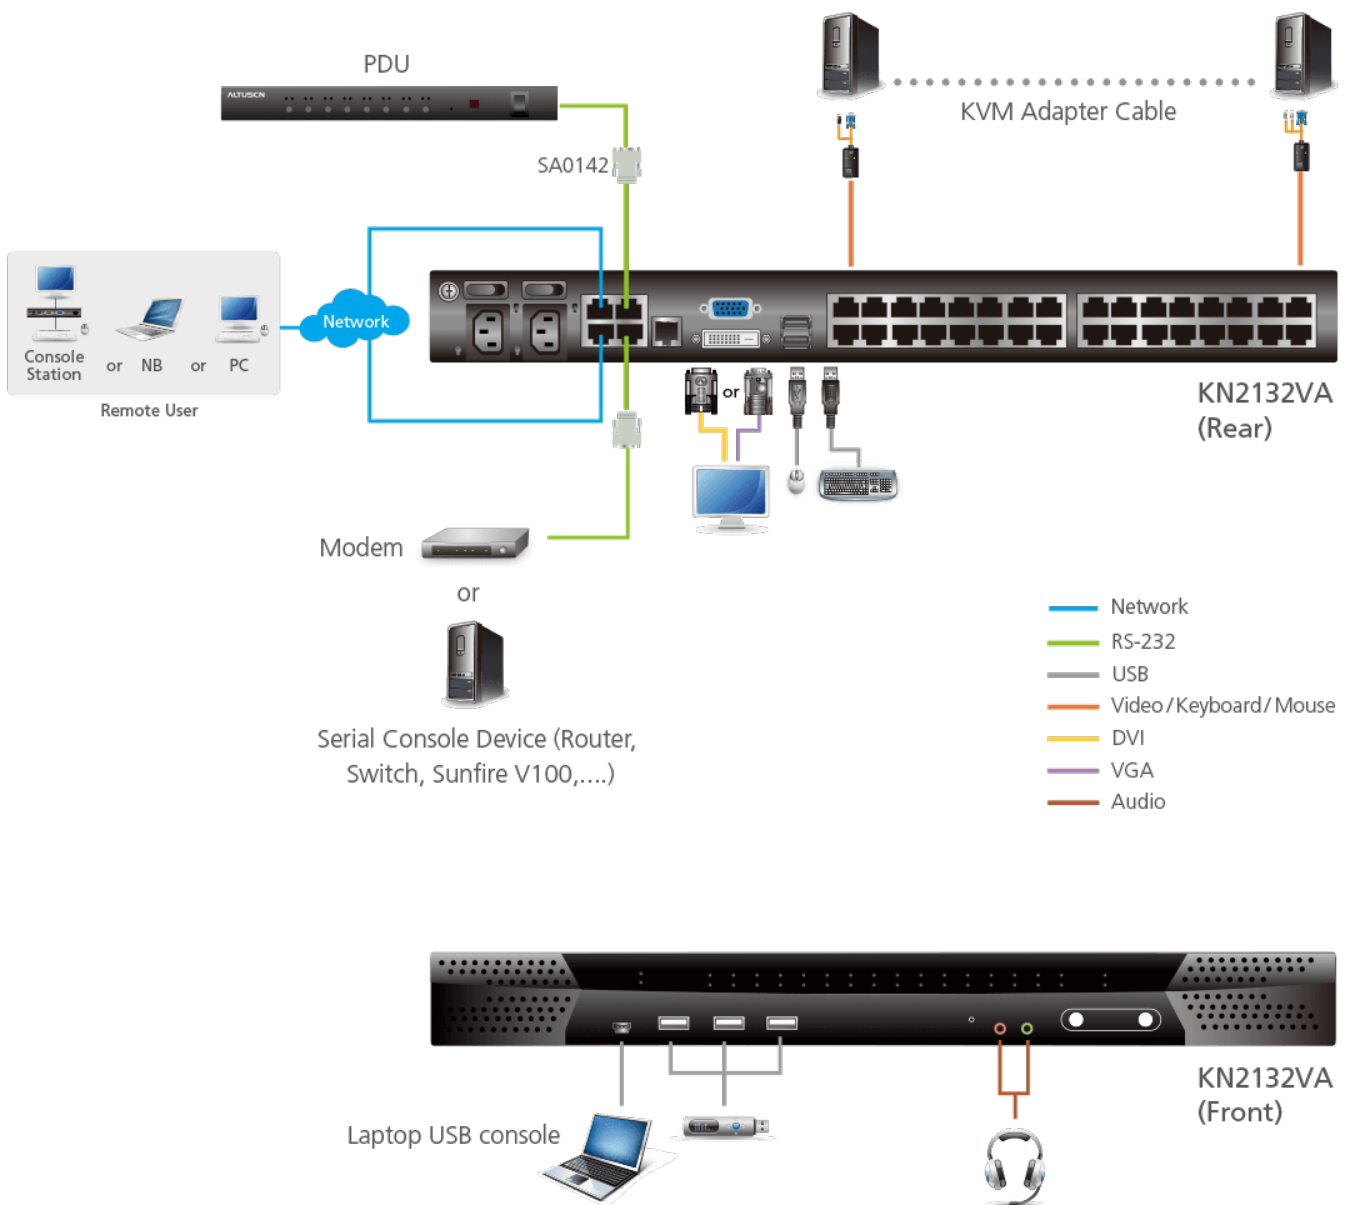 PDU
ALTUSEN
KVM Adapter Cable
SA0142
Network
Console
Station
or
NB
or
PC
Remote User
or
KN2132VA
(Rear)
Modem
or
Serial Console Device (Router,
Switch, Sunfire V100,....)
Network
RS-232
USB
Video/Keyboard/Mouse
DVI
VGA
Audio
KN2132VA
(Front)
Laptop USB console